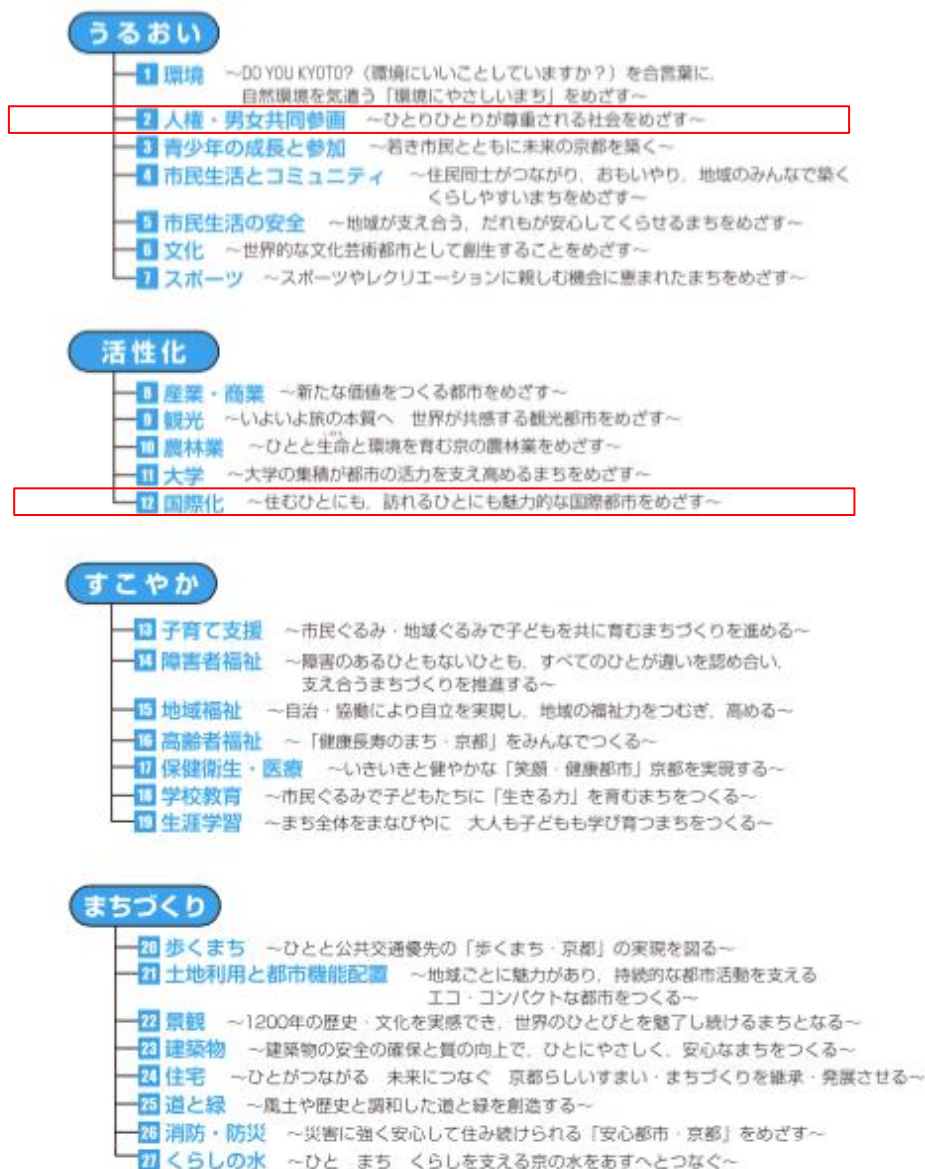 うるおい
1 環境 ～DO YOU KYOTO?（環境にいいことしていますか？）を合言葉に，
自然環境を気遣う「環境にやさしいまち」をめざす～
2 人権・男女共同参画 ～ひとりひとりが尊重される社会をめざす～
3 青少年の成長と参加 ～若き市民とともに未来の京都を築く～
4 市民生活とコミュニティ ～住民同士がつながり，おもいやり，地域のみんなで築く
くらしやすいまちをめざす～
5 市民生活の安全 ～地域が支え合う，だれもが安心してくらせるまちをめざす～
6 文化 ～世界的な文化芸術都市として創生することをめざす～
7 スポーツ ～スポーツやレクリエーションに親しむ機会に恵まれたまちをめざす～
活性化
8 産業・商業 ～新たな価値をつくる都市をめざす～
9 観光 ～いよいよ旅の本質へ 世界が共感する観光都市をめざす～
10 農林業 ～ひとと生命と環境を育む京の農林業をめざす～
11 大学 ～大学の集積が都市の活力を支え高めるまちをめざす～
12 国際化 ～住むひとにも，訪れるひとにも魅力的な国際都市をめざす～
すこやか
13 子育て支援 ～市民ぐるみ・地域ぐるみで子どもを共に育むまちづくりを進める～
14 障害者福祉 ～障害のあるひともないひとも，すべてのひとが違いを認め合い，
支え合うまちづくりを推進する～
15 地域福祉 ～自治・協働により自立を実現し，地域の福祉力をつむぎ，高める～
16 高齢者福祉 ～「健康長寿のまち・京都」をみんなでつくる～
17 保健衛生・医療 ～いきいきと健やかな「笑顔・健康都市」京都を実現する～
18 学校教育 ～市民ぐるみで子どもたちに「生きる力」を育むまちをつくる～
19 生涯学習 ～まち全体をまなびやに 大人も子どもも学び育つまちをつくる～
まちづくり
20 歩くまち ～ひとと公共交通優先の「歩くまち・京都」の実現を図る～
21 土地利用と都市機能配置 ～地域ごとに魅力があり，持続的な都市活動を支える
エコ・コンパクトな都市をつくる～
22 景観 ～1200年の歴史・文化を実感でき，世界のひとびとを魅了し続けるまちとなる～
23 建築物 ～建築物の安全の確保と質の向上で，ひとにやさしく，安心なまちをつくる～
24 住宅 ～ひとがつながる 未来につなぐ 京都らしいすまい・まちづくりを継承・発展させる～
25 道と緑 ～風土や歴史と調和した道と緑を創造する～
26 消防・防災 ～災害に強く安心して住み続けられる「安心都市・京都」をめざす～
27 くらしの水 ～ひと まち くらしを支える京の水をあすへとつなぐ～